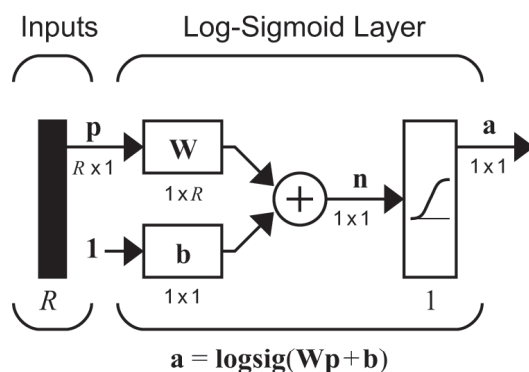 Inputs Log-Sigmoid Layer
p a
W
R x 1 n 1 x 1
1 x R
1 x 1
1 b
R 1 x 1 1
a = logsig(Wp+b)